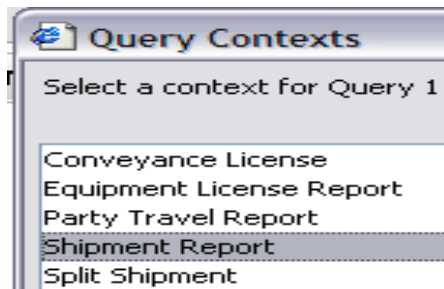 Query Contexts
Select a context for Query 1
Conveyance License
Equipment License Report
Party Travel Report
Shipment Report
Split Shipment